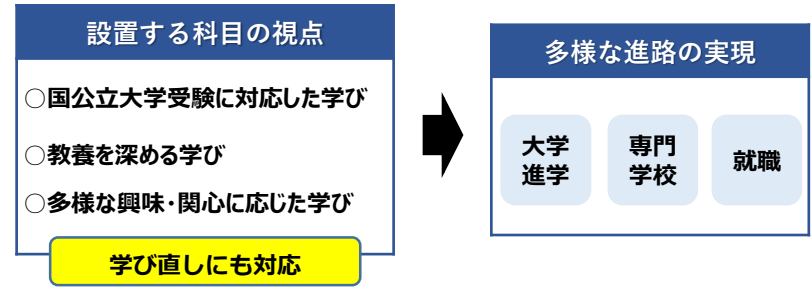 設置する科目の視点
○国公立大学受験に対応した学び
○教養を深める学び
○多様な興味・関心に応じた学び
学び直しにも対応
多様な進路の実現
大学
進学
専門
学校
就職